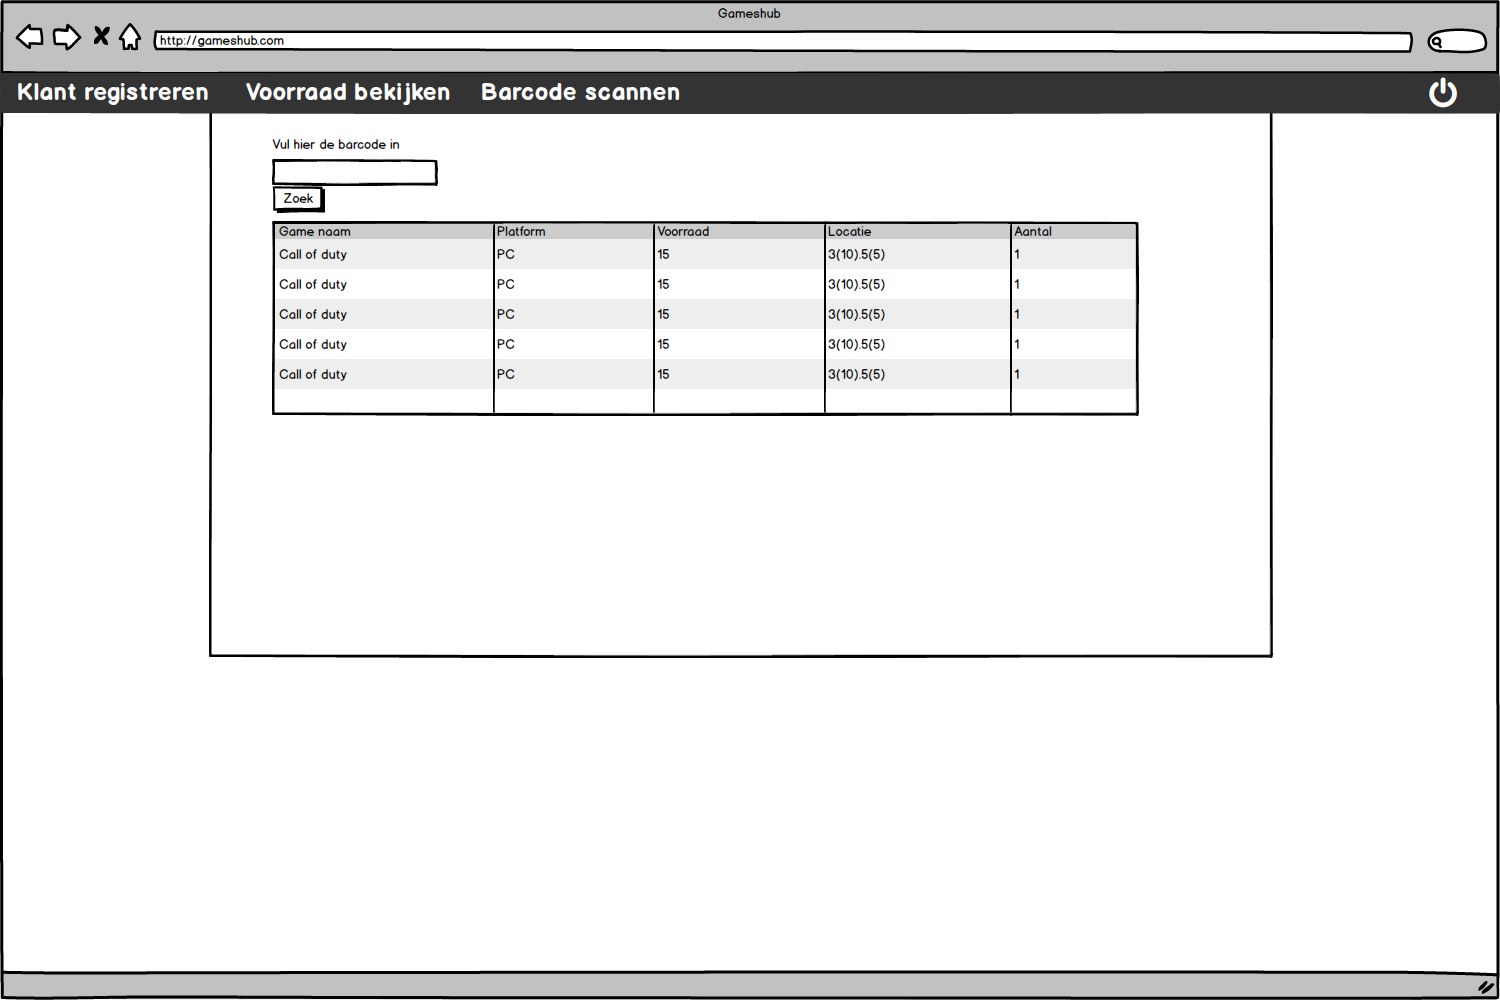 Gameshub
http://gameshub.com
Klant registreren Voorraad bekijken Barcode scannen
Vul hier de barcode in
Zoek
Game naam Platform Voorraad Locatie Aantal
Call of duty PC 15 3(10).5(5) 1
Call of duty PC 15 3(10).5(5) 1
Call of duty PC 15 3(10).5(5) 1
Call of duty PC 15 3(10).5(5) 1
Call of duty PC 15 3(10).5(5) 1